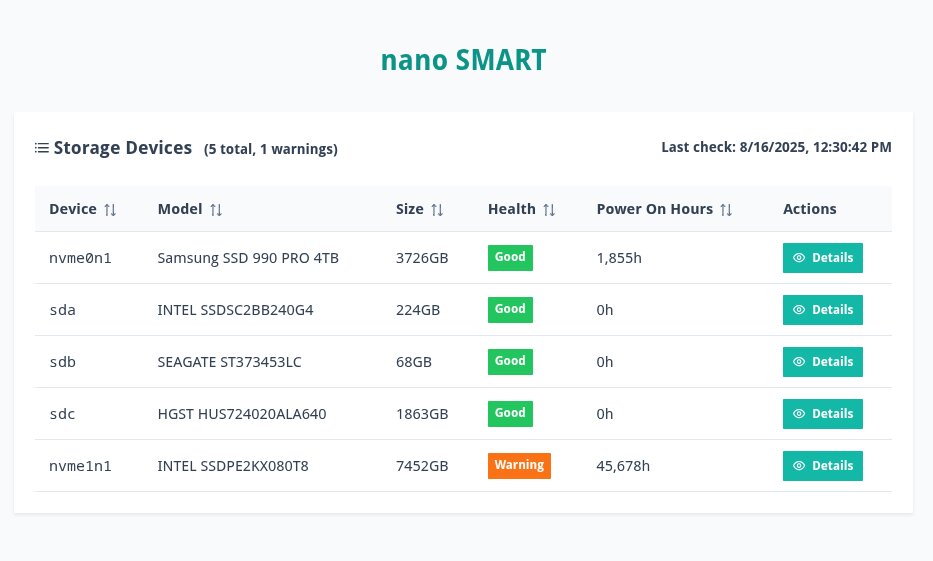 nano SMART
Storage Devices (5 total, 1 warnings) Last check: 8/16/2025, 12:30:42 PM
Device Model Size Health Power On Hours Actions
nvme0n1 Samsung SSD 990 PRO 4TB 3726GB Good 1,855h Details
sda INTEL SSDSC2BB240G4 224GB Good 0h Details
sdb SEAGATE ST373453LC 68GB Good 0h Details
sdc HGST HUS724020ALA640 1863GB Good 0h Details
nvme1n1 INTEL SSDPE2KX080T8 7452GB Warning 45,678h Details